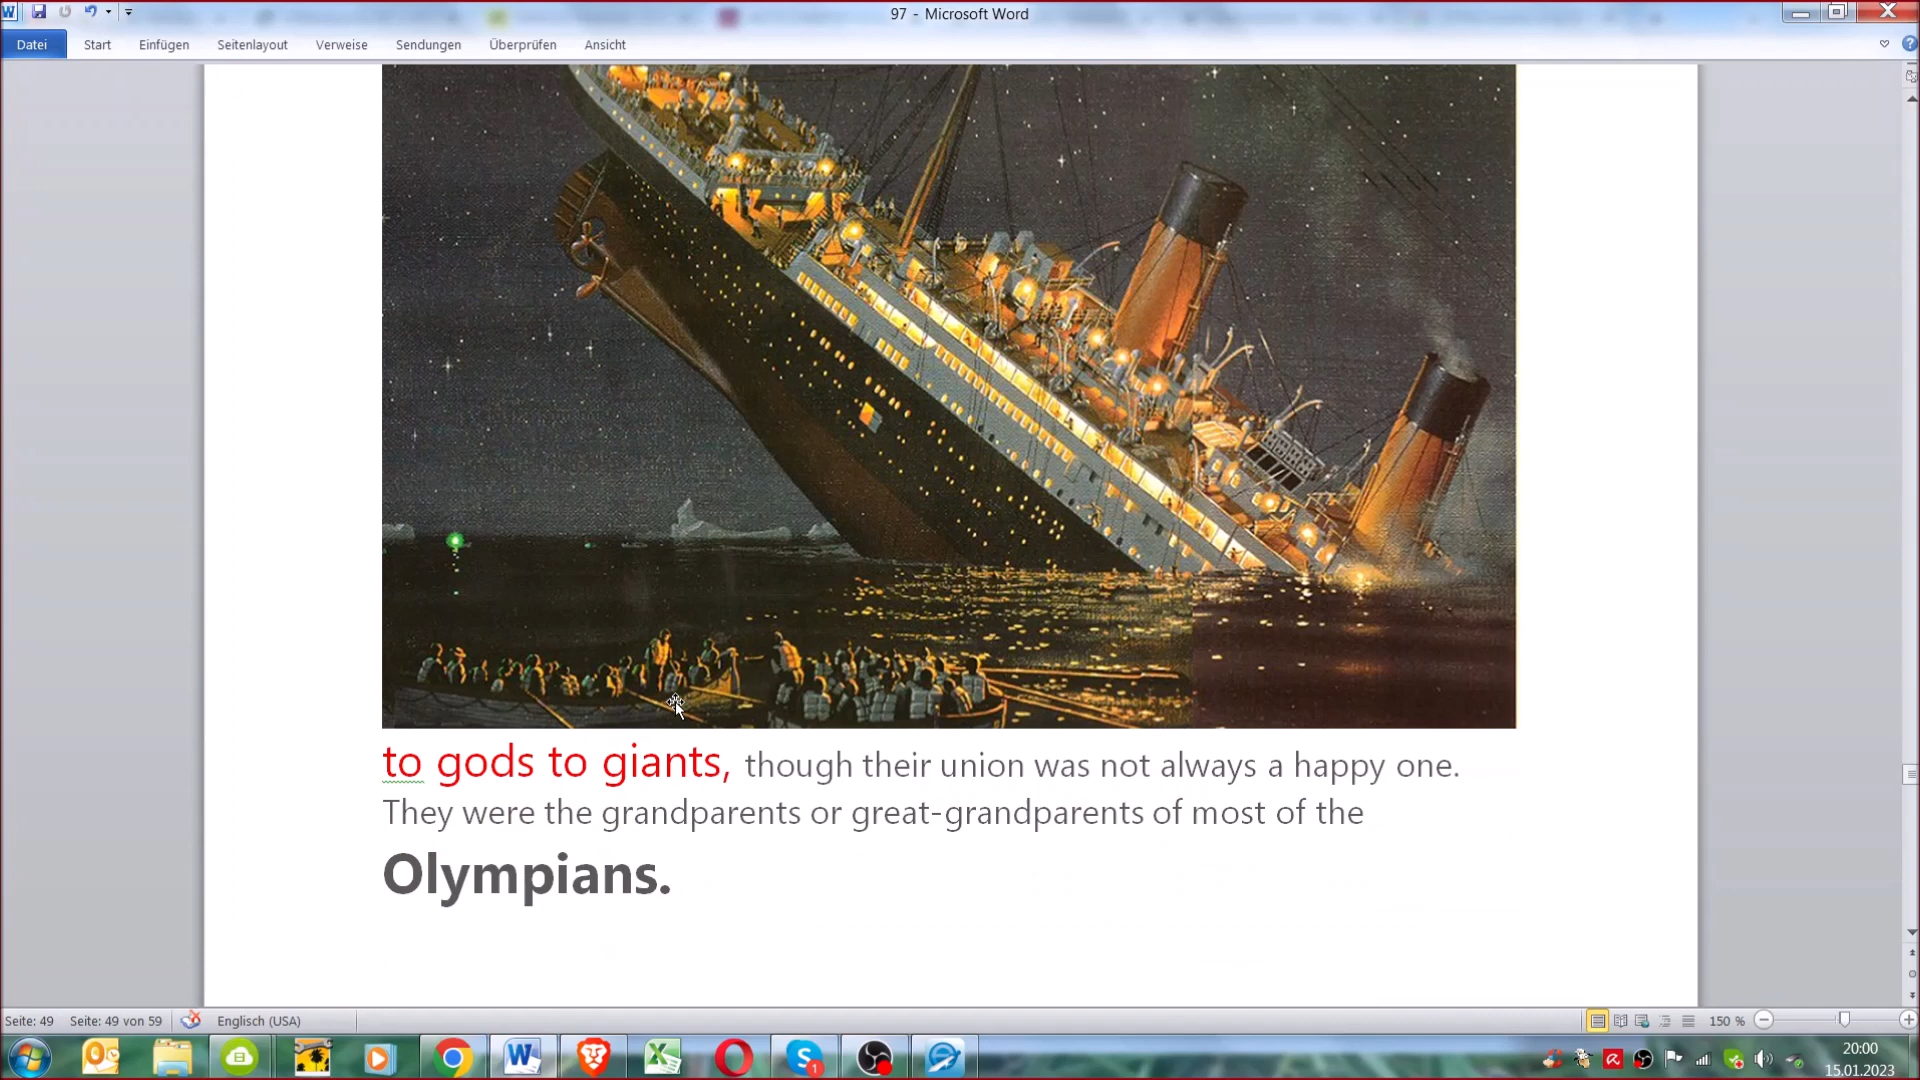 97 - Microsoft Word
Datei Start Einfügen Seitenlayout Verweise Sendungen Überprüfen Ansicht
to gods to giants, though their union was not always a happy one.
They were the grandparents or great-grandparents of most of the
Olympians.
Seite: 49 Seite: 49 von 59 Englisch (USA) 150 %
20:00
15.01.2023